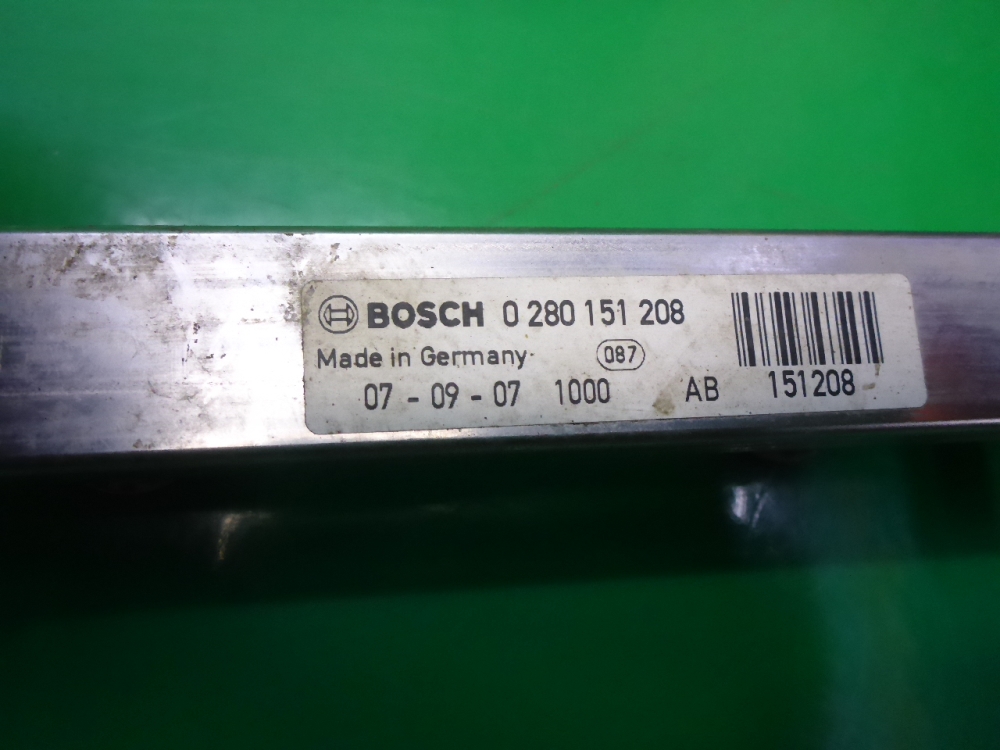 BOSCH 0 280 151 208
Made in Germany 087
07 - 09 - 07 1000 AB 151208